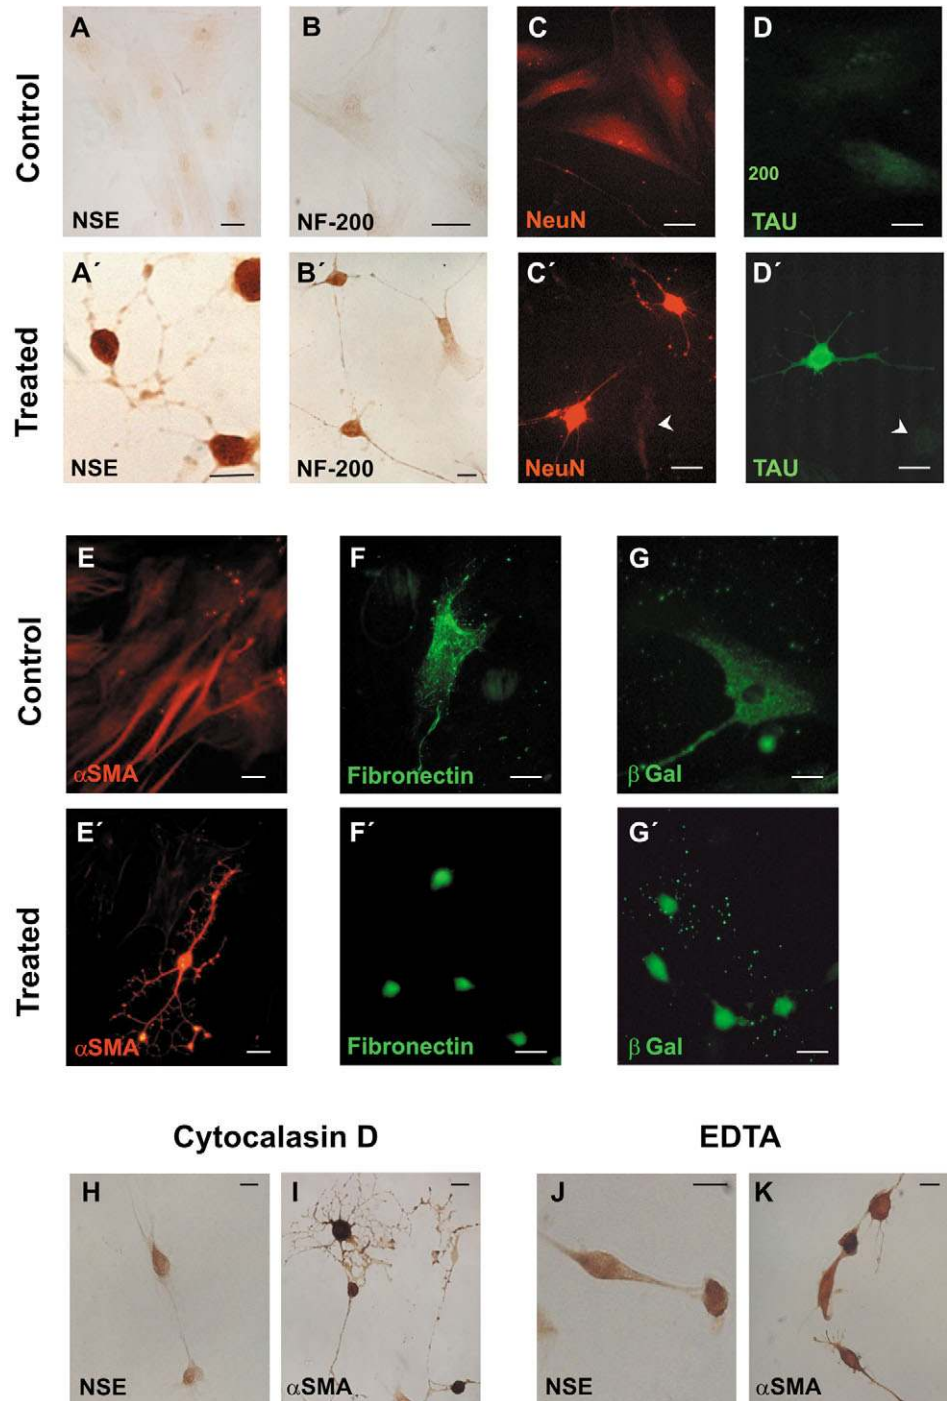 A B C D
Control
200
NSE NF-200 NeuN TAU
A´ B´ C´ D´
Treated
NSE NF-200 NeuN TAU
E F G
Control
αSMA Fibronectin β Gal
E´ F´ G´
Treated
αSMA Fibronectin β Gal
Cytocalasin D EDTA
H I J K
NSE αSMA NSE αSMA